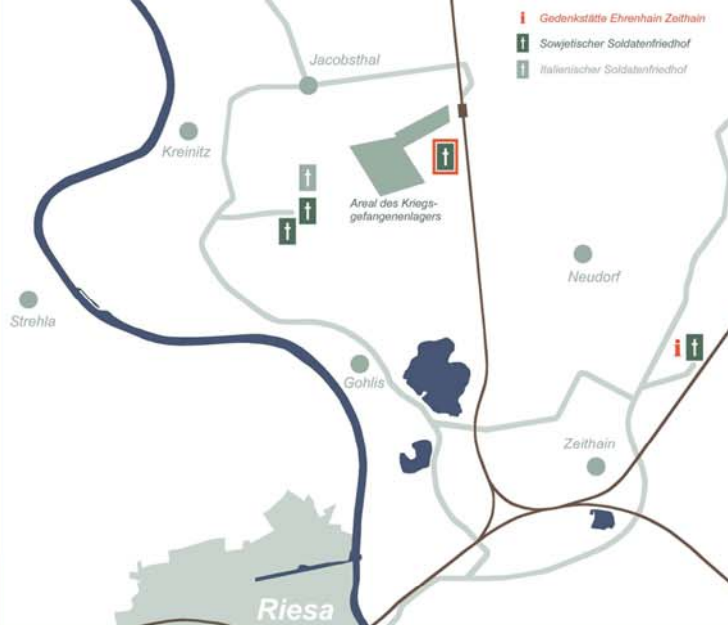 i Gedenkstätte Ehrenhain Zeithain
Sowjetischer Soldatenfriedhof
Italienischer Soldatenfriedhof
Jacobsthal
Kreinitz
Areal des Kriegs-
gefangenenlagers
Neudorf
Strehla
i
Gohlis
Zeithain
Riesa